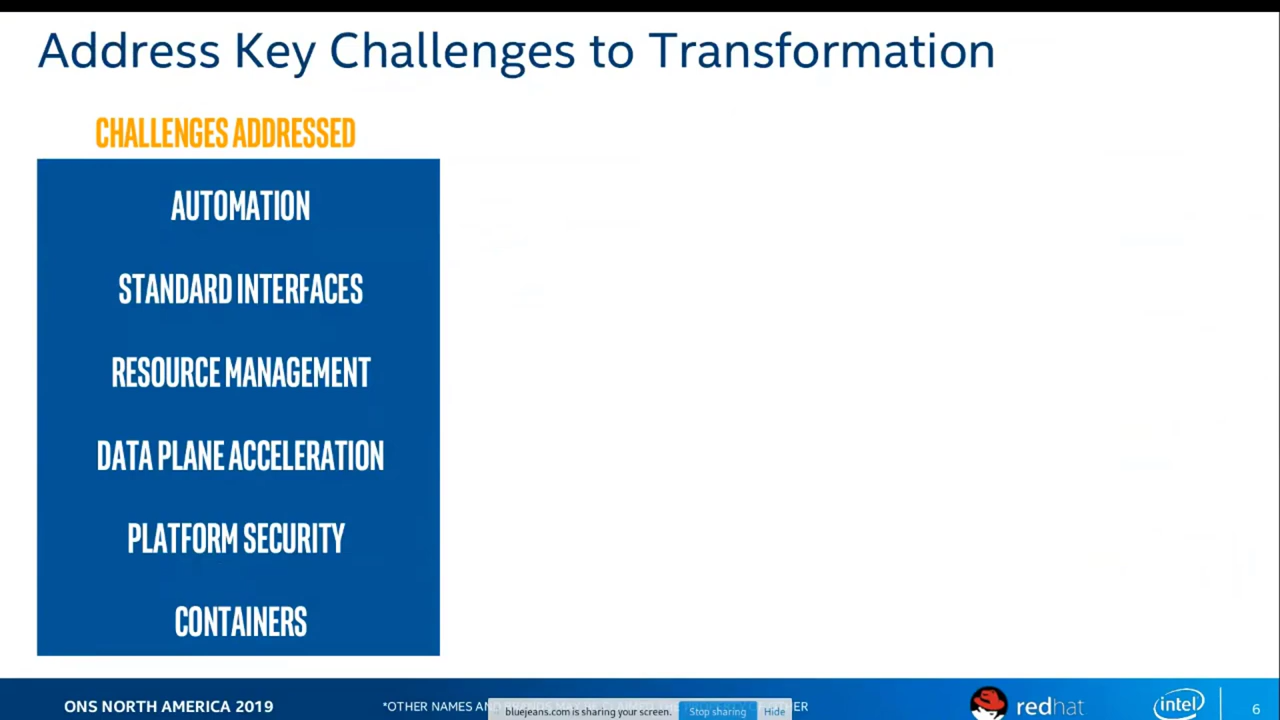 Address Key Challenges to Transformation
CHALLENGES ADDRESSED
AUTOMATION
STANDARD INTERFACES
RESOURCE MANAGEMENT
DATA PLANE ACCELERATION
PLATFORM SECURITY
CONTAINERS
ONS NORTH AMERICA 2019
*OTHER NAMES AND
bluejeans.com is sharing your screen.
Stop sharing
Hide
redhat
intel
6